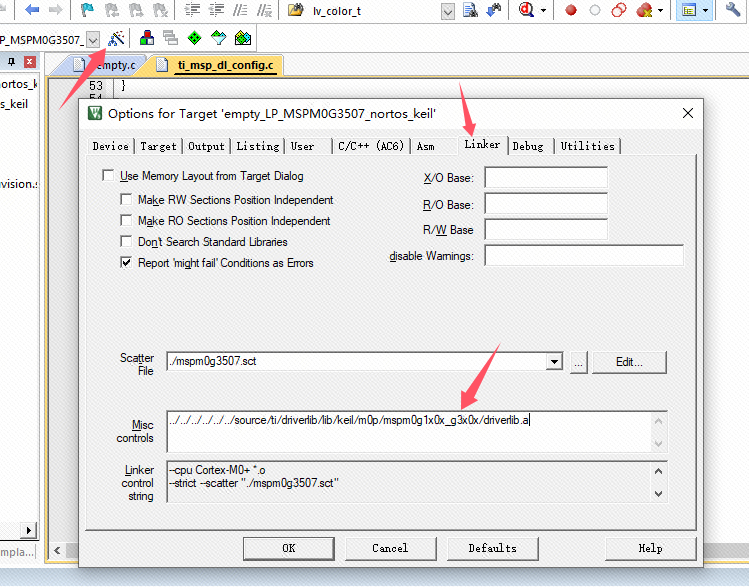 lv_color_t
P_MSPM0G3507_
empty.c
ti_msp_dl_config.c
53
}
ortos_k
s_keil
vision.s
Options for Target 'empty_LP_MSPM0G3507_nortos_keil'
Device
Target
Output
Listing
User
C/C++ (AC6)
Asm
Linker
Debug
Utilities
Use Memory Layout from Target Dialog
Make RW Sections Position Independent
Make RO Sections Position Independent
Don't Search Standard Libraries
Report 'might fail' Conditions as Errors
X/O Base:
R/O Base:
R/W Base
disable Warnings:
Scatter
File
./mspm0g3507.sct
...
Edit...
Misc
controls
../../../../../../source/ti/driverlib/lib/keil/m0p/mspm0g1x0x_g3x0x/driverlib.a
Linker
control
string
--cpu Cortex-M0+ *.o
--strict --scatter "./mspm0g3507.sct"
OK
Cancel
Defaults
Help
mpla...